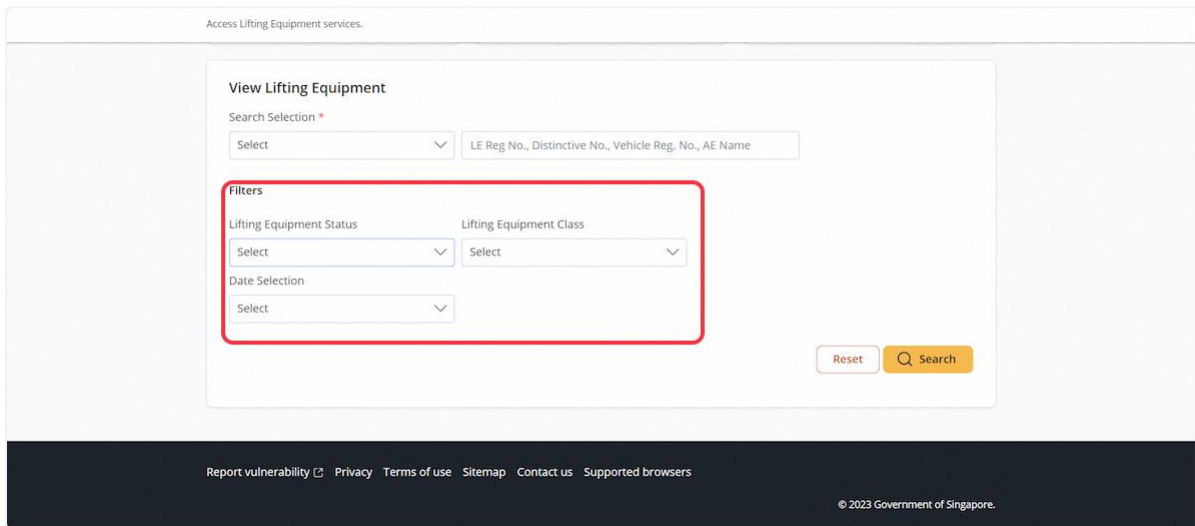 Access Lifting Equipment services.
View Lifting Equipment
Search Selection *
Select
LE Reg No., Distinctive No., Vehicle Reg. No., AE Name
Filters
Lifting Equipment Status
Lifting Equipment Class
Select
Select
Date Selection
Select
Reset
Search
Report vulnerability Privacy Terms of use Sitemap Contact us Supported browsers
© 2023 Government of Singapore.